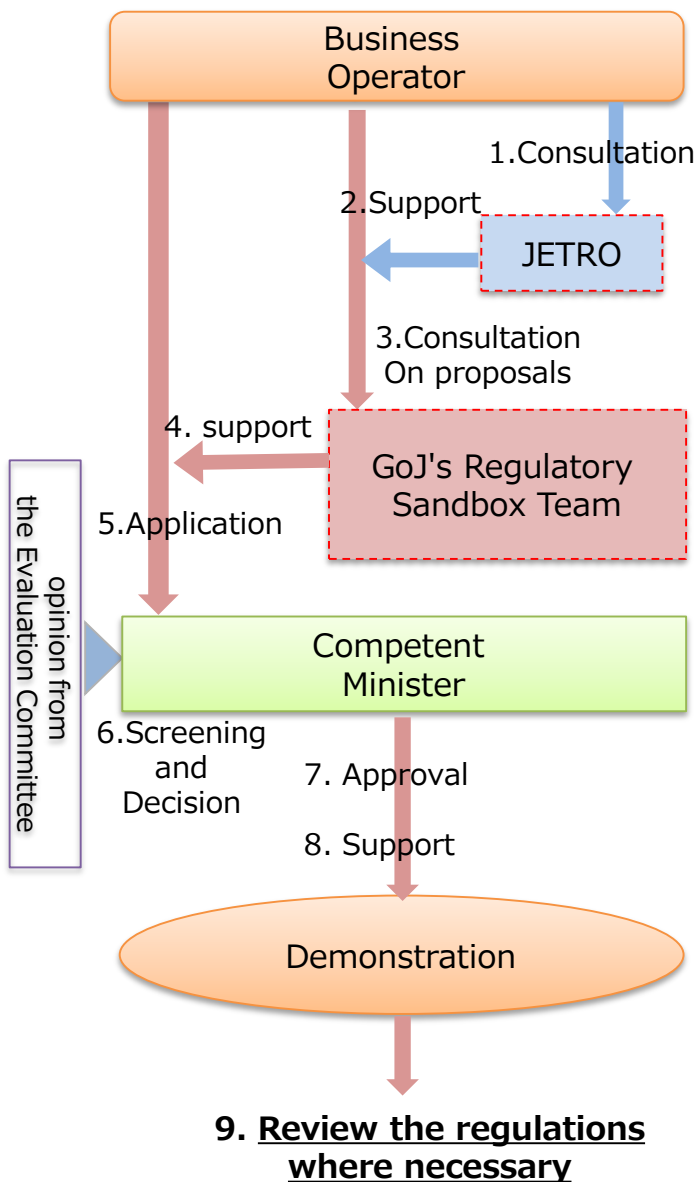 Business
Operator
1.Consultation
2.Support
JETRO
3.Consultation
On proposals
4. support
GoJ's Regulatory
Sandbox Team
5.Application
opinion from
the Evaluation Committee
Competent
Minister
6.Screening
and
Decision
7. Approval
8. Support
Demonstration
9. Review the regulations
where necessary